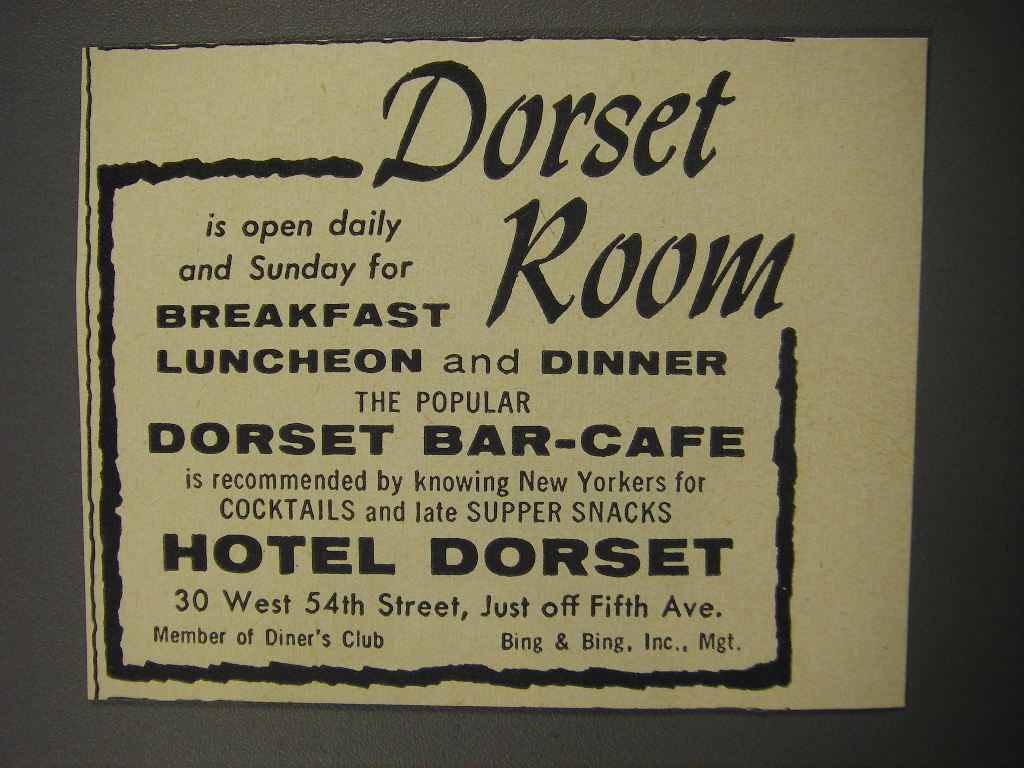 Dorset
Room
is open daily
and Sunday for
BREAKFAST
LUNCHEON and DINNER
THE POPULAR
DORSET BAR-CAFE
is recommended by knowing New Yorkers for
COCKTAILS and late SUPPER SNACKS
HOTEL DORSET
30 West 54th Street, Just off Fifth Ave.
Member of Diner's Club
Bing & Bing, Inc., Mgt.